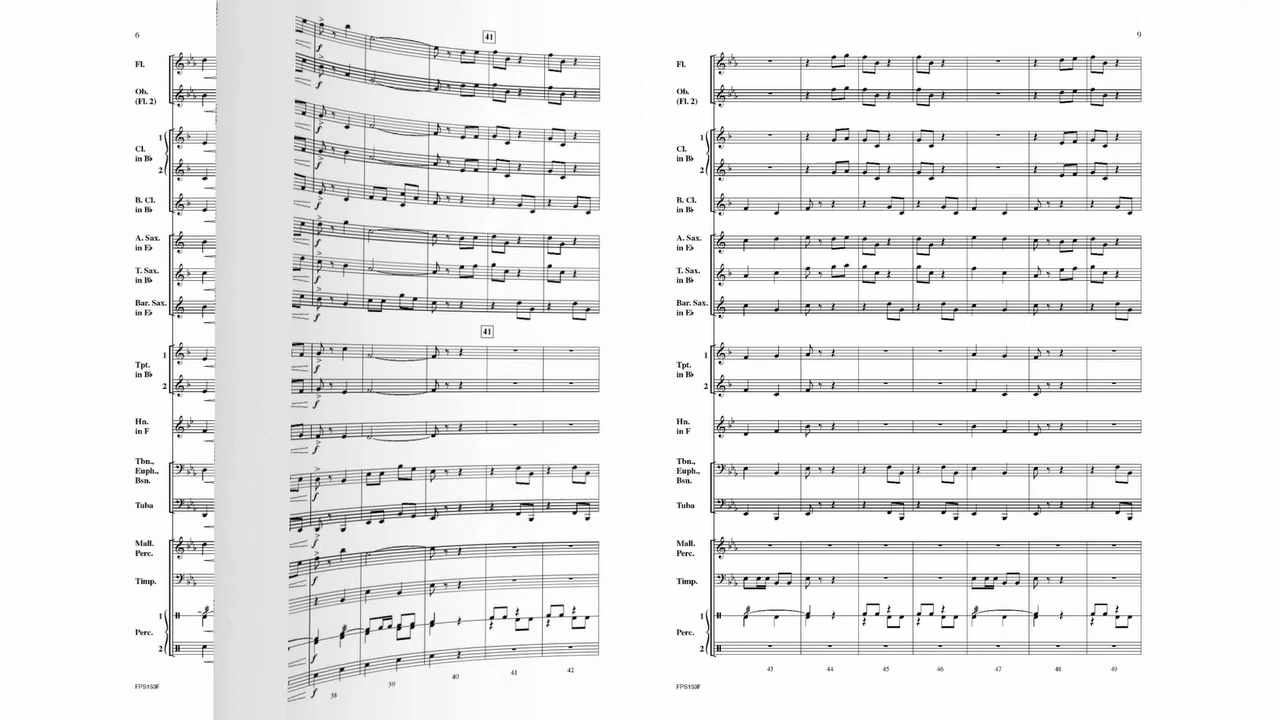 6
Fl.
Ob.
(Fl. 2)
1
Cl.
in B♭
2
B. Cl.
in B♭
A. Sax.
in E♭
T. Sax.
in B♭
Bar. Sax.
in E♭
1
Tpt.
in B♭
2
Hn.
in F
Tbn.,
Euph.,
Bsn.
Tuba
Mall.
Perc.
Timp.
1
Perc.
2
FPS153F
41
f
f
f
f
f
f
f
f
41
f
f
f
f
f
f
f
f
f
38 39 40 41 42
9
Fl.
Ob.
(Fl. 2)
1
Cl.
in B♭
2
B. Cl.
in B♭
A. Sax.
in E♭
T. Sax.
in B♭
Bar. Sax.
in E♭
1
Tpt.
in B♭
2
Hn.
in F
Tbn.,
Euph.,
Bsn.
Tuba
Mall.
Perc.
Timp.
1
Perc.
2
43 44 45 46 47 48 49
FPS153F